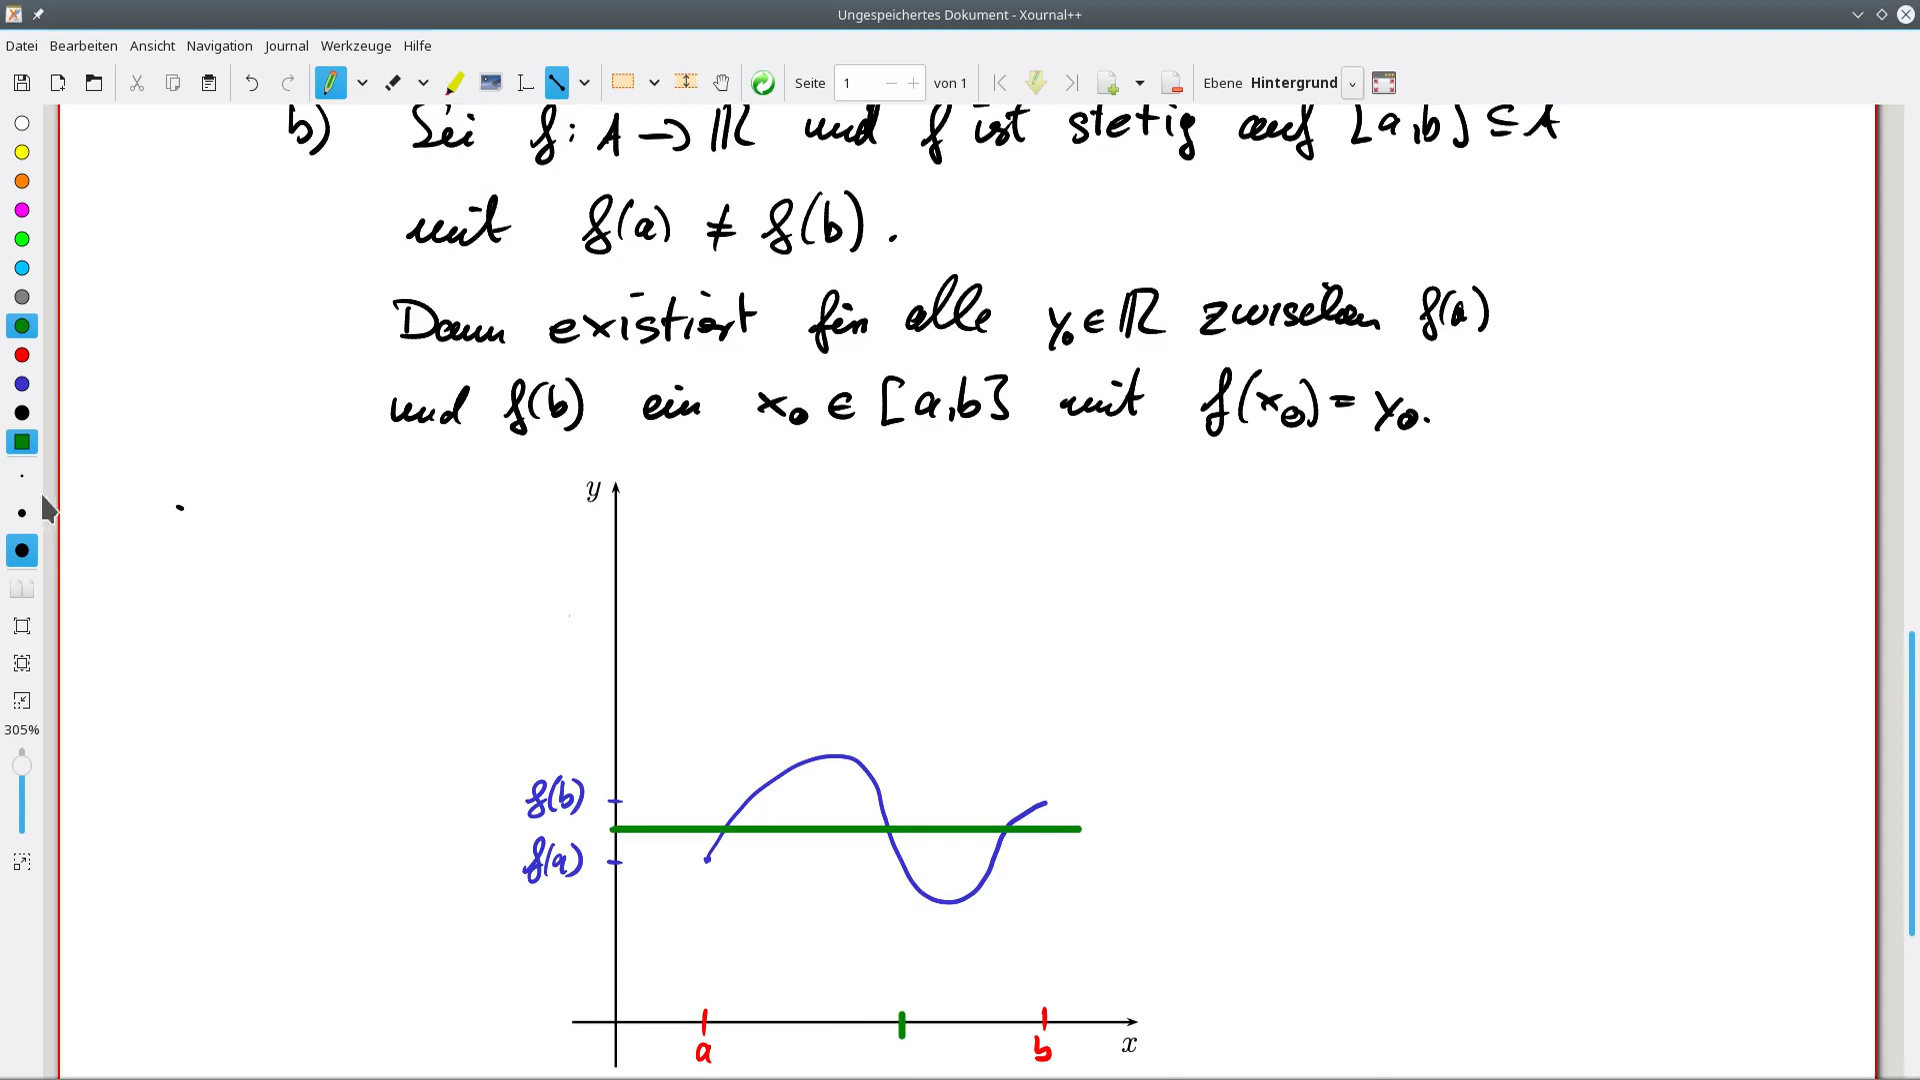 Ungespeichertes Dokument - Xournal++
Datei Bearbeiten Ansicht Navigation Journal Werkzeuge Hilfe
Seite 1 von 1 Ebene Hintergrund
b) Sei f : A → ℝ und f ist stetig auf [a,b] ⊆ A
mit f(a) ≠ f(b).
Dann existiert für alle y₀ ∈ ℝ zwischen f(a)
und f(b) ein x₀ ∈ [a,b] mit f(x₀) = y₀.
305%
y
f(b)
f(a)
a
b
x